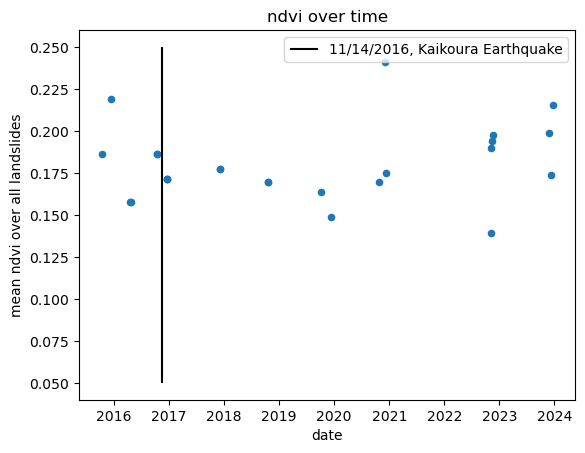 ndvi over time
11/14/2016, Kaikoura Earthquake
mean ndvi over all landslides
0.250
0.225
0.200
0.175
0.150
0.125
0.100
0.075
0.050
2016 2017 2018 2019 2020 2021 2022 2023 2024
date